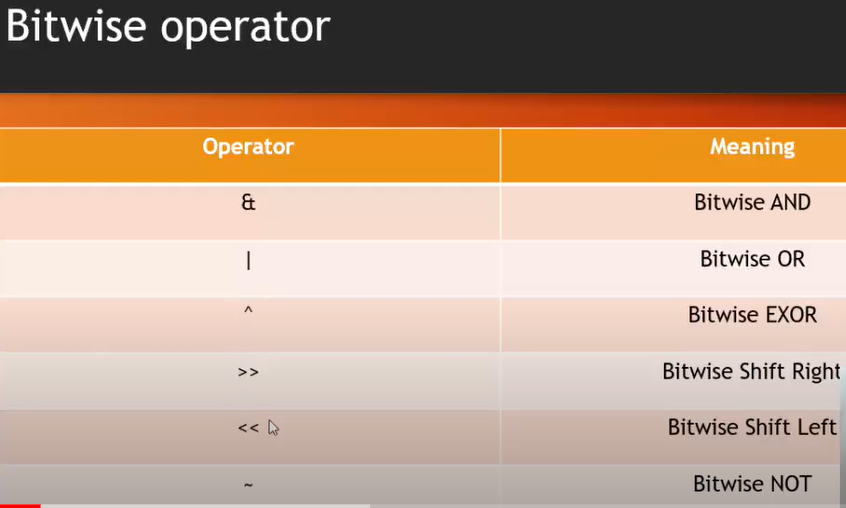 Bitwise operator
Operator Meaning
& Bitwise AND
| Bitwise OR
^ Bitwise EXOR
>> Bitwise Shift Right
<< Bitwise Shift Left
~ Bitwise NOT